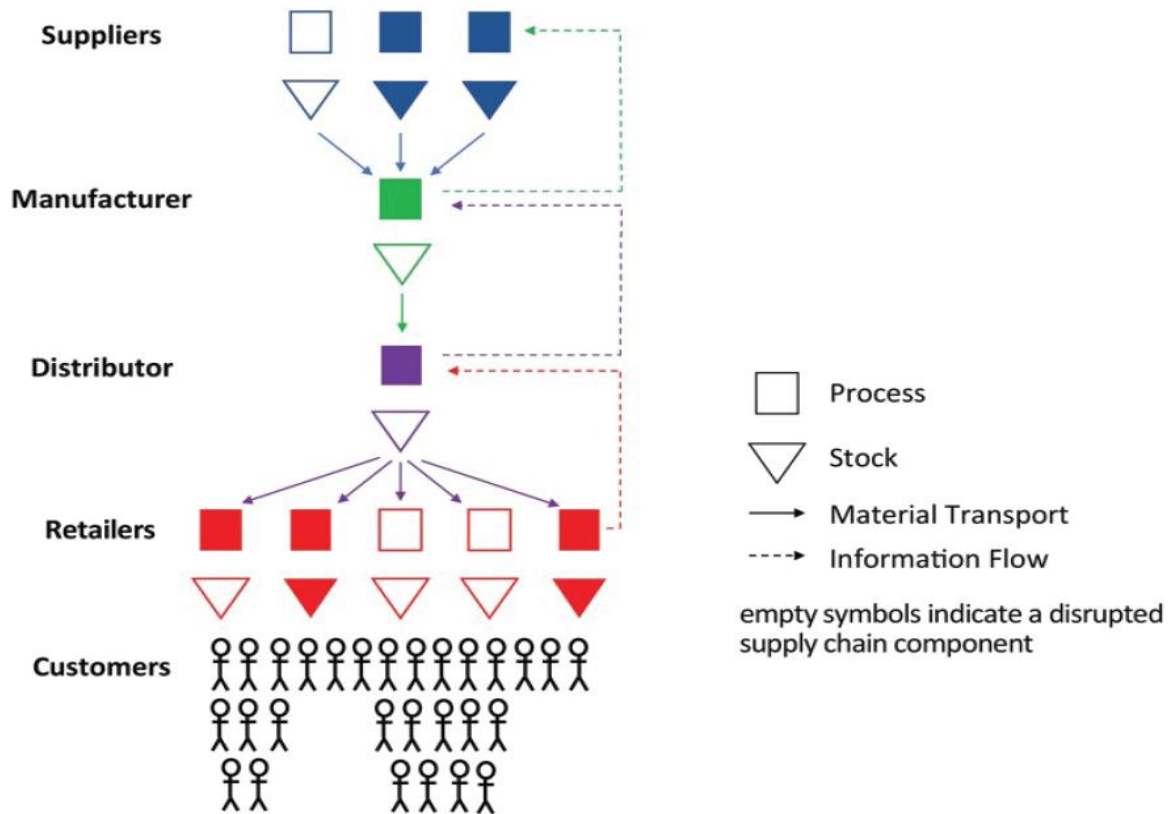 Suppliers
Manufacturer
Distributor
Retailers
Customers
Process
Stock
Material Transport
Information Flow
empty symbols indicate a disrupted
supply chain component